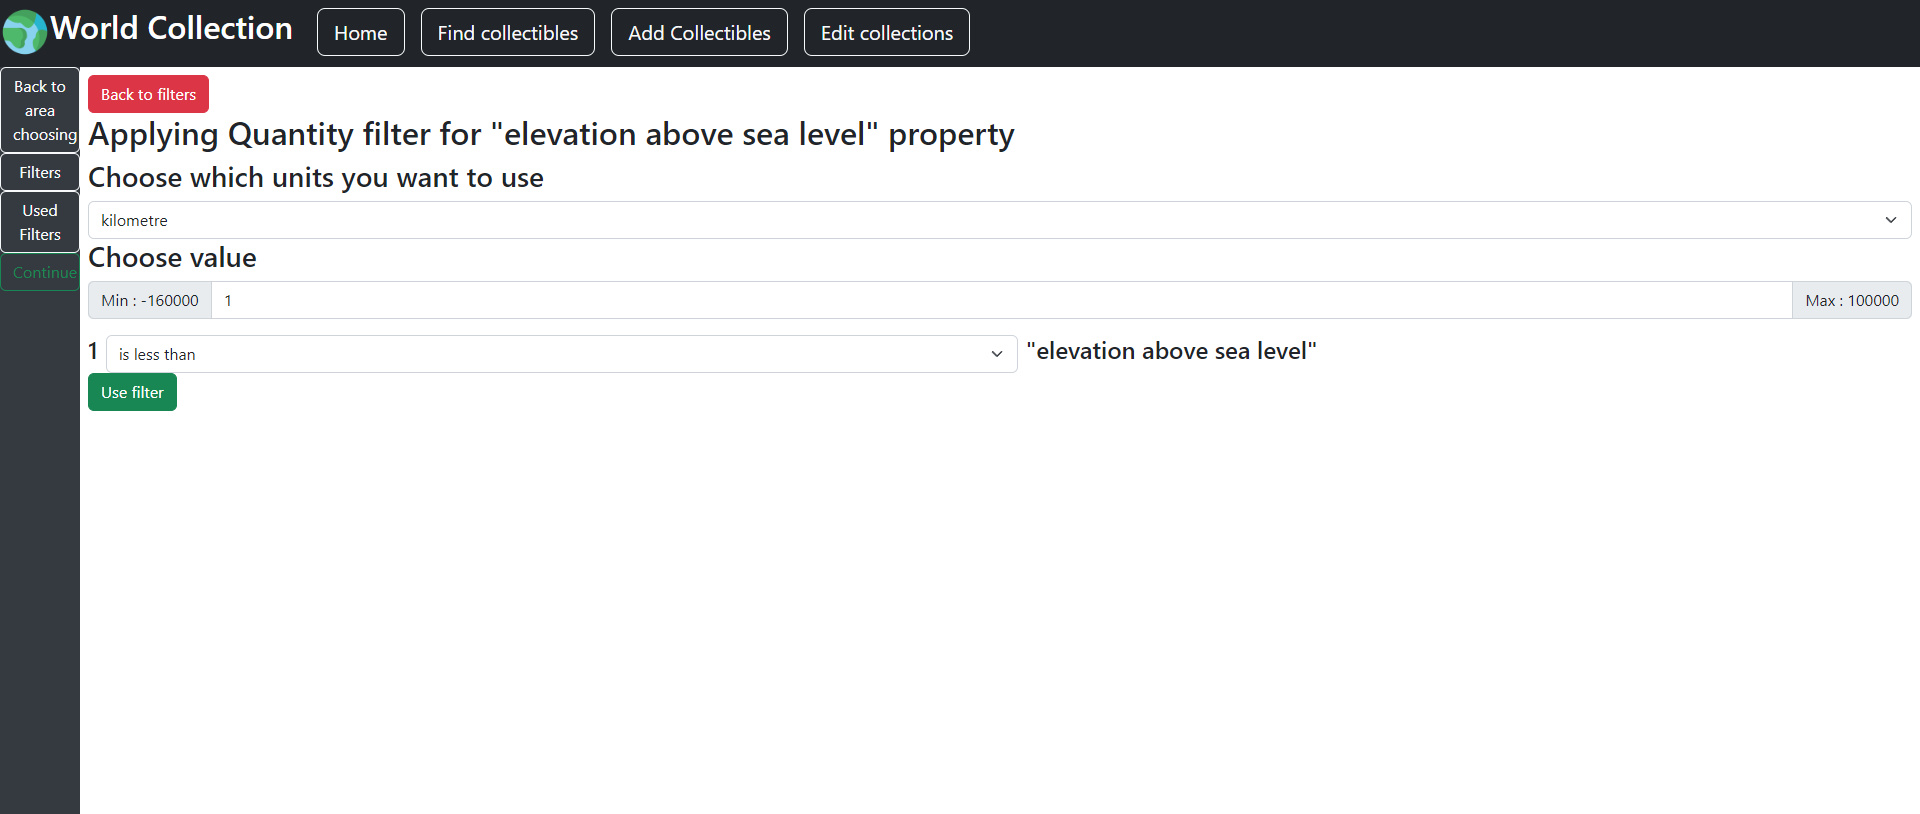 World Collection
Home
Find collectibles
Add Collectibles
Edit collections
Back to
area
choosing
Filters
Used
Filters
Continue
Back to filters
Applying Quantity filter for "elevation above sea level" property
Choose which units you want to use
kilometre
Choose value
Min : -160000
1
Max : 100000
1 is less than "elevation above sea level"
Use filter